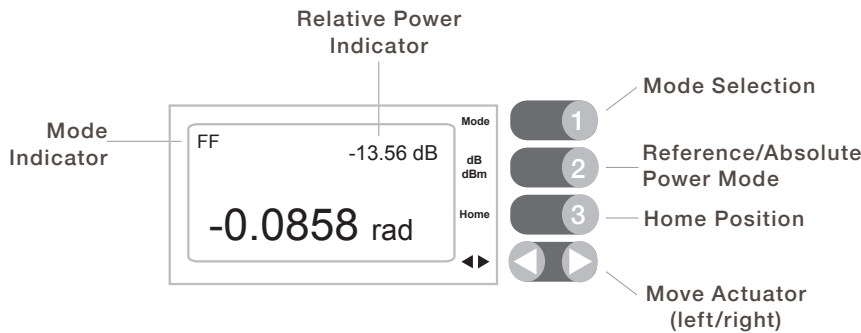 Relative Power
Indicator
Mode
Indicator
FF
-13.56 dB
-0.0858 rad
Mode
dB
dBm
Home
1
2
3
Mode Selection
Reference/Absolute
Power Mode
Home Position
Move Actuator
(left/right)